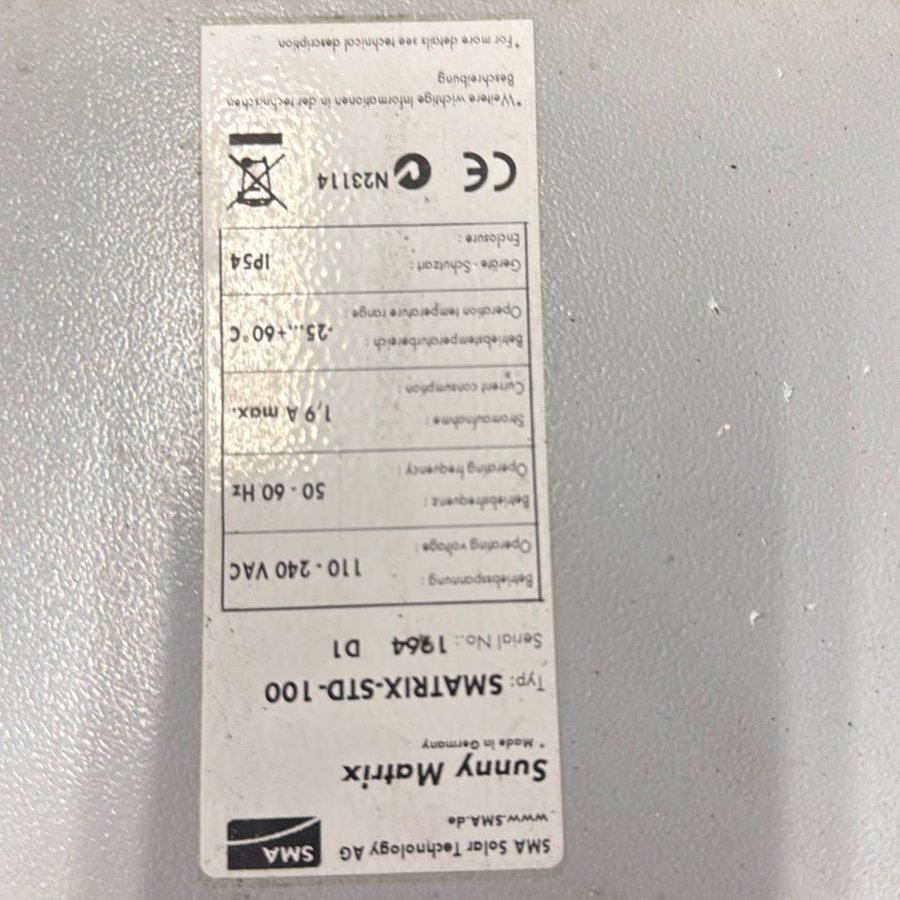 SMA Solar Technology AG
www.SMA.de
SMA
Sunny Matrix
* Made in Germany
Typ: SMATRIX-STD-100
Serial No.: 1964 D1
Betriebsspannung :
Operating voltage :
110 - 240 VAC
Betriebsfrequenz :
Operating frequency :
50 - 60 Hz
Stromaufnahme :
Current consumption :
1,9 A max.
Betriebstemperaturbereich :
Operation temperature range :
-25...+60°C
Geräte - Schutzart :
Enclosure :
IP54
CE N23114
*Weitere wichtige Informationen in der technischen
Beschreibung
*For more details see technical description